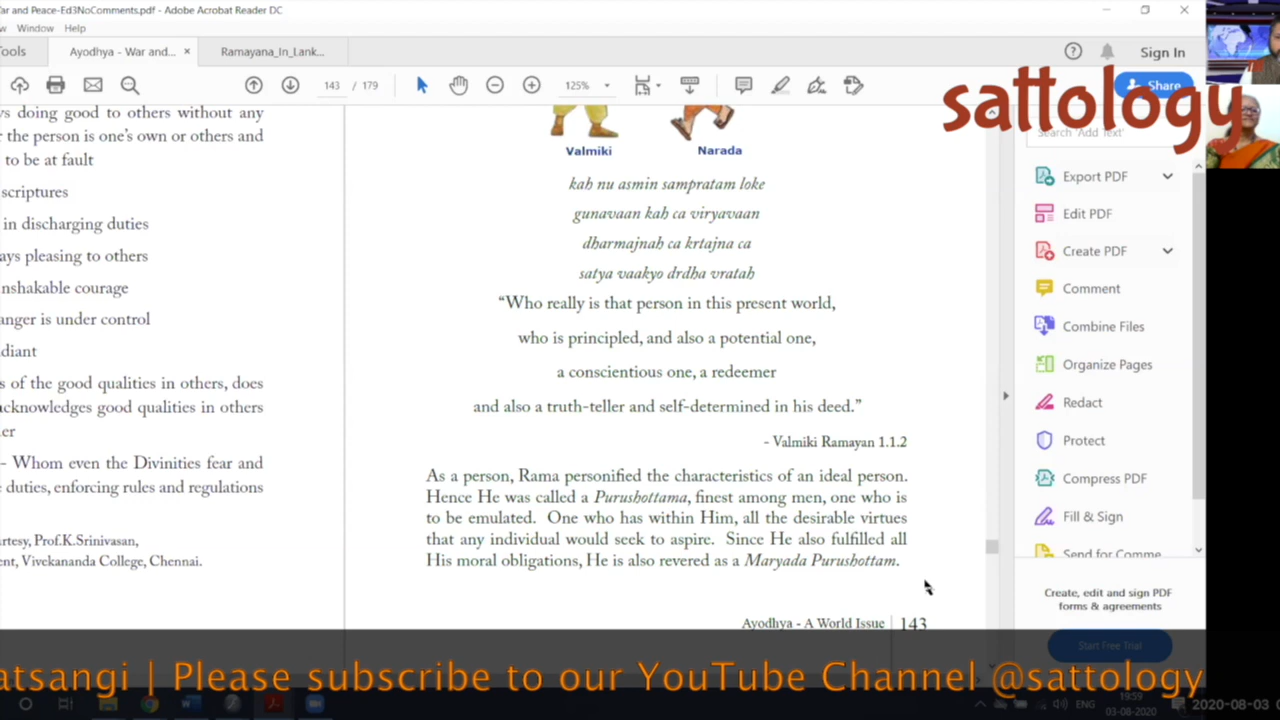 ar and Peace-Ed3NoComments.pdf - Adobe Acrobat Reader DC
w Window Help
Tools
Ayodhya - War and... ×
Ramayana_In_Lank...
Sign In
143 / 179
125%
Share
sattology
Search 'Add Text'
ys doing good to others without any
r the person is one's own or others and
to be at fault
scriptures
in discharging duties
ays pleasing to others
nshakable courage
anger is under control
diant
s of the good qualities in others, does
acknowledges good qualities in others
er
- Whom even the Divinities fear and
e duties, enforcing rules and regulations
urtesy, Prof.K.Srinivasan,
ent, Vivekananda College, Chennai.
Valmiki Narada
kah nu asmin sampratam loke
gunavaan kah ca viryavaan
dharmajnah ca krtajna ca
satya vaakyo drdha vratah
“Who really is that person in this present world,
who is principled, and also a potential one,
a conscientious one, a redeemer
and also a truth-teller and self-determined in his deed.”
- Valmiki Ramayan 1.1.2
As a person, Rama personified the characteristics of an ideal person.
Hence He was called a Purushottama, finest among men, one who is
to be emulated. One who has within Him, all the desirable virtues
that any individual would seek to aspire. Since He also fulfilled all
His moral obligations, He is also revered as a Maryada Purushottam.
Ayodhya - A World Issue 143
Export PDF
Edit PDF
Create PDF
Comment
Combine Files
Organize Pages
Redact
Protect
Compress PDF
Fill & Sign
Send for Comme
Create, edit and sign PDF
forms & agreements
Start Free Trial
atsangi | Please subscribe to our YouTube Channel @sattology
ENG
19:59
03-08-2020
2020-08-03